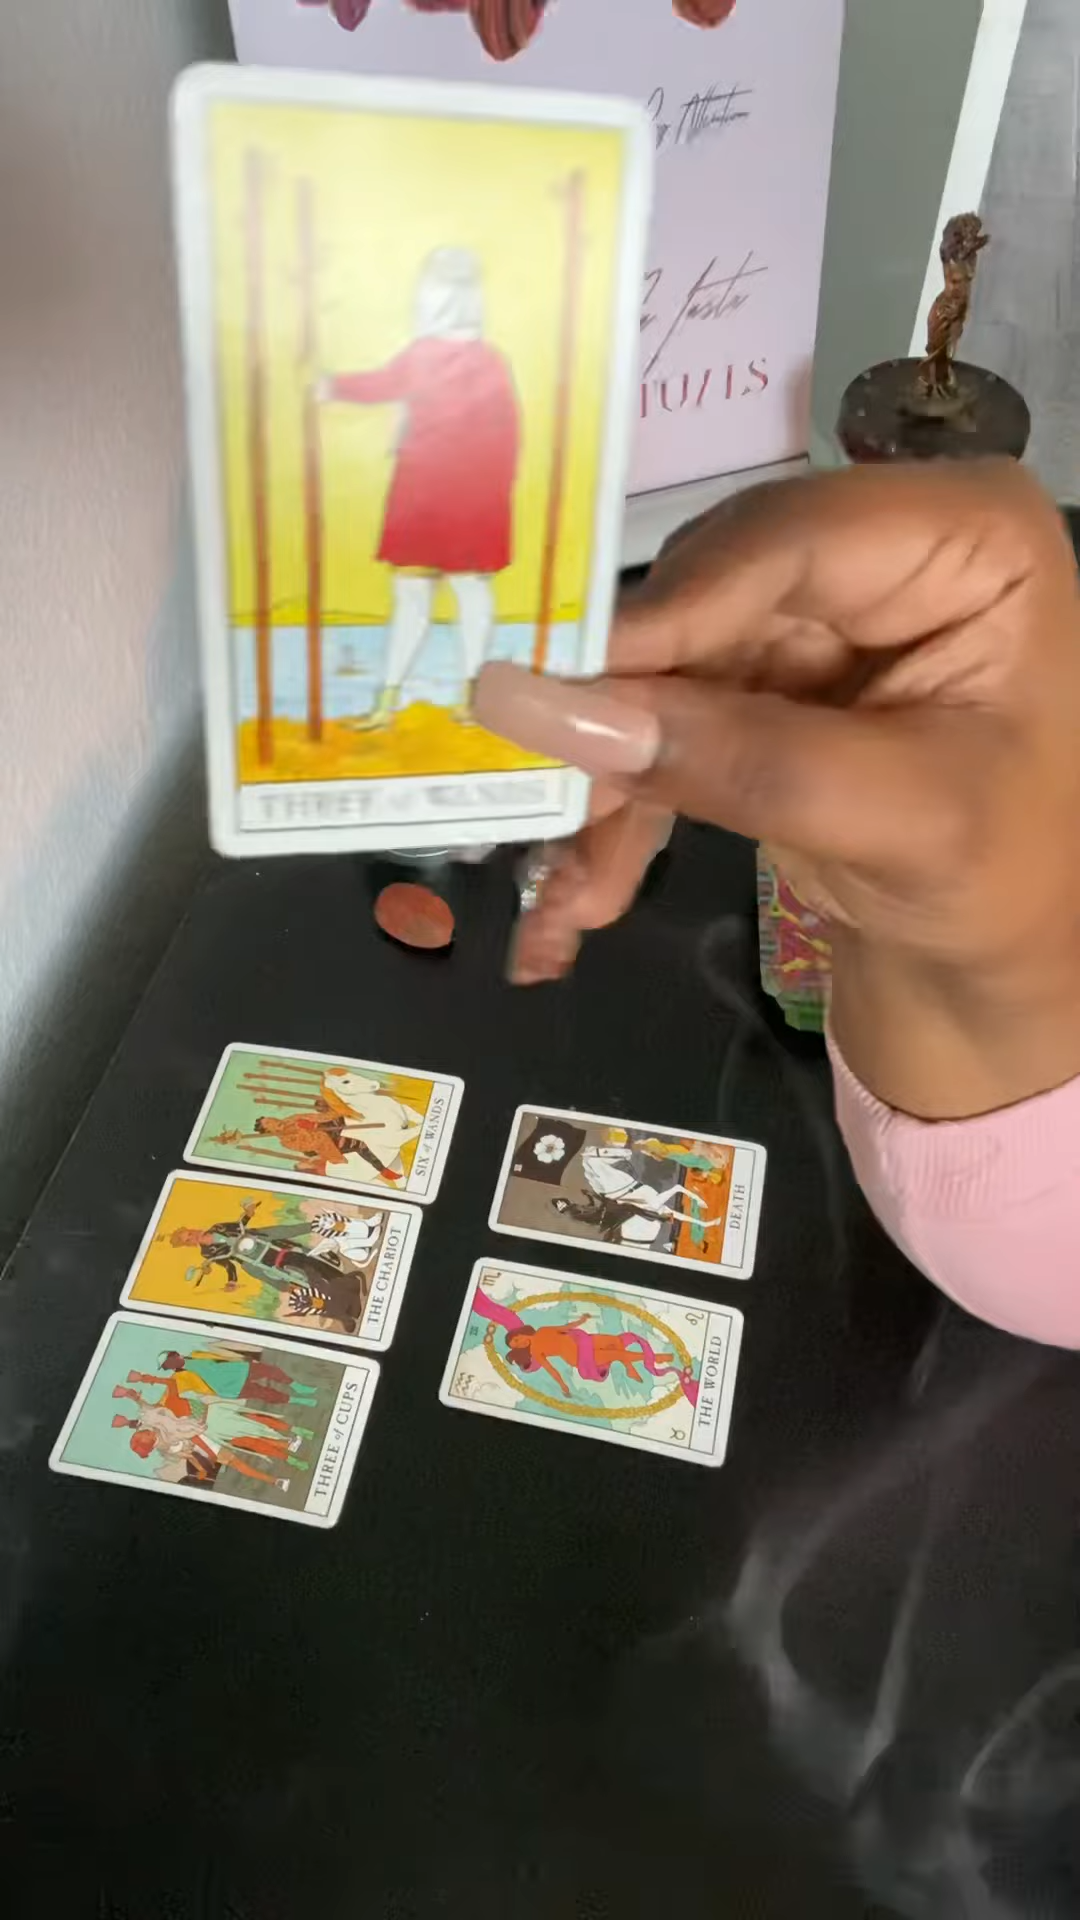 THREE of WANDS
SIX of WANDS
THE CHARIOT
THREE of CUPS
DEATH
THE WORLD